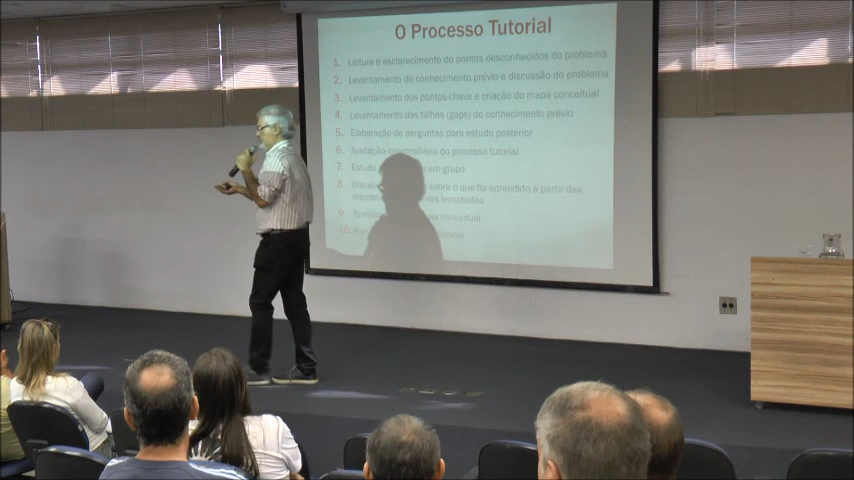 O Processo Tutorial
1. Leitura e esclarecimento do pontos desconhecidos do problema
2. Levantamento do conhecimento prévio e discussão do problema
3. Levantamento dos pontos-chave e criação do mapa conceitual
4. Levantamento das falhas (gaps) do conhecimento prévio
5. Elaboração de perguntas para estudo posterior
6. Avaliação intermediária do processo tutorial
7. Estudo em grupo
8. sobre o que foi aprendido à partir das
levantadas
9. conceitual
10.